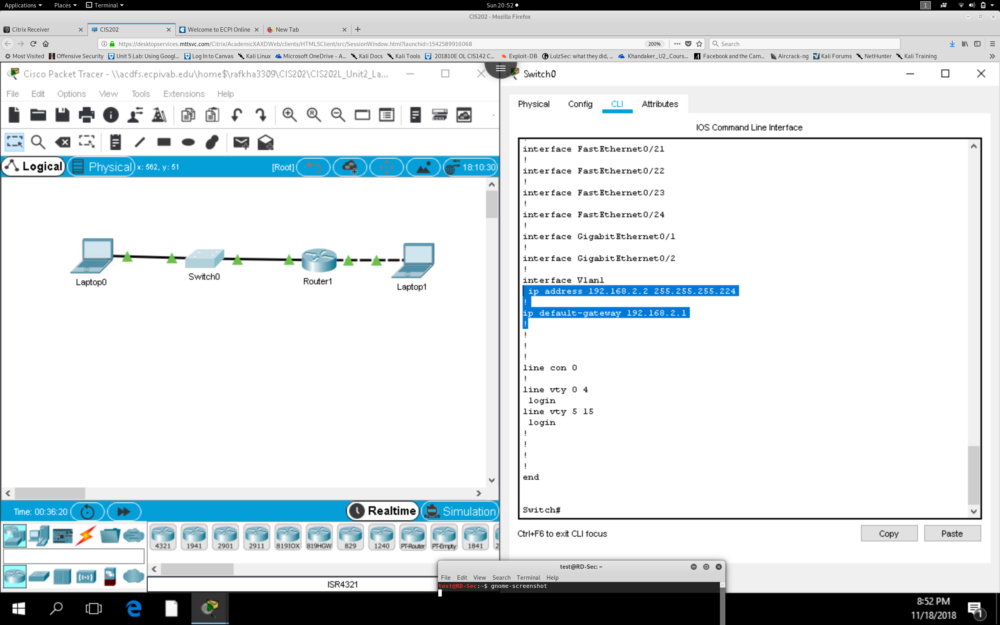 Applications Places Terminal Sun 20:52 1
CIS202 - Mozilla Firefox
Citrix Receiver CIS202 Welcome to ECPI Online New Tab
https://desktopservices.mttsvc.com/Citrix/AcademicXAXDWeb/clients/HTML5Client/src/SessionWindow.html?launchid=1542589916068 200% Search
Most Visited Offensive Security Unit 5 Lab: Using Googl... Log In to Canvas Kali Linux Microsoft OneDrive - A... Kali Docs Kali Tools 201810E OL CIS142 C... Exploit-DB LulzSec: what they did, ... Khandaker_U2_Cours... Facebook and the Cam... Aircrack-ng Kali Forums NetHunter Kali Training
Cisco Packet Tracer - \\acdfs.ecpivab.edu\home$\rafkha3309\CIS202\CIS202L_Unit2_La...
File Edit Options View Tools Extensions Help
Logical Physical x: 562, y: 51 [Root] 18:10:30
Laptop0
Switch0
Router1
Laptop1
Time: 00:36:20 Realtime Simulation
4321 1941 2901 2911 819IOX 819HGW 829 1240 PT-Router PT-Empty 1841 2
ISR4321
Switch0
Physical Config CLI Attributes
IOS Command Line Interface
!
interface FastEthernet0/21
!
interface FastEthernet0/22
!
interface FastEthernet0/23
!
interface FastEthernet0/24
!
interface GigabitEthernet0/1
!
interface GigabitEthernet0/2
!
interface Vlan1
ip address 192.168.2.2 255.255.255.224
!
ip default-gateway 192.168.2.1
!
!
!
!
line con 0
!
line vty 0 4
login
line vty 5 15
login
!
!
!
!
end
Switch#
Ctrl+F6 to exit CLI focus Copy Paste
test@RD-Sec: ~
File Edit View Search Terminal Help
test@RD-Sec:~$ gnome-screenshot
8:52 PM
11/18/2018
1